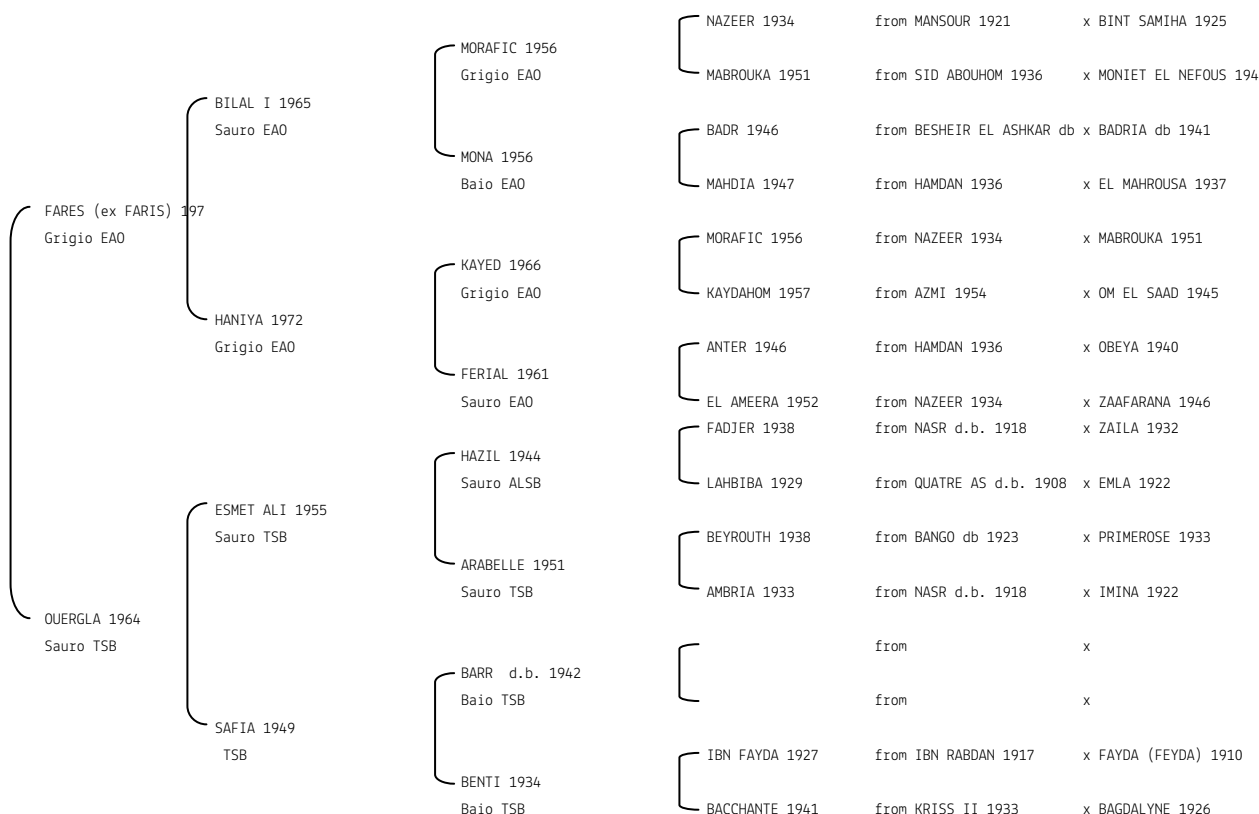 NAZEER 1934 from MANSOUR 1921 x BINT SAMIHA 1925
MORAFIC 1956
Grigio EAO
MABROUKA 1951 from SID ABOUHOM 1936 x MONIET EL NEFOUS 194
BILAL I 1965
Sauro EAO
BADR 1946 from BESHEIR EL ASHKAR db x BADRIA db 1941
MONA 1956
Baio EAO
MAHDIA 1947 from HAMDAN 1936 x EL MAHROUSA 1937
FARES (ex FARIS) 197
Grigio EAO
MORAFIC 1956 from NAZEER 1934 x MABROUKA 1951
KAYED 1966
Grigio EAO
KAYDAHOM 1957 from AZMI 1954 x OM EL SAAD 1945
HANIYA 1972
Grigio EAO
ANTER 1946 from HAMDAN 1936 x OBEYA 1940
FERIAL 1961
Sauro EAO
EL AMEERA 1952 from NAZEER 1934 x ZAAFARANA 1946
FADJER 1938 from NASR d.b. 1918 x ZAILA 1932
HAZIL 1944
Sauro ALSB
LAHBIBA 1929 from QUATRE AS d.b. 1908 x EMLA 1922
ESMET ALI 1955
Sauro TSB
BEYROUTH 1938 from BANGO db 1923 x PRIMEROSE 1933
ARABELLE 1951
Sauro TSB
AMBRIA 1933 from NASR d.b. 1918 x IMINA 1922
OUERGLA 1964
Sauro TSB
from x
BARR d.b. 1942
Baio TSB
from x
SAFIA 1949
TSB
IBN FAYDA 1927 from IBN RABDAN 1917 x FAYDA (FEYDA) 1910
BENTI 1934
Baio TSB
BACCHANTE 1941 from KRISS II 1933 x BAGDALYNE 1926